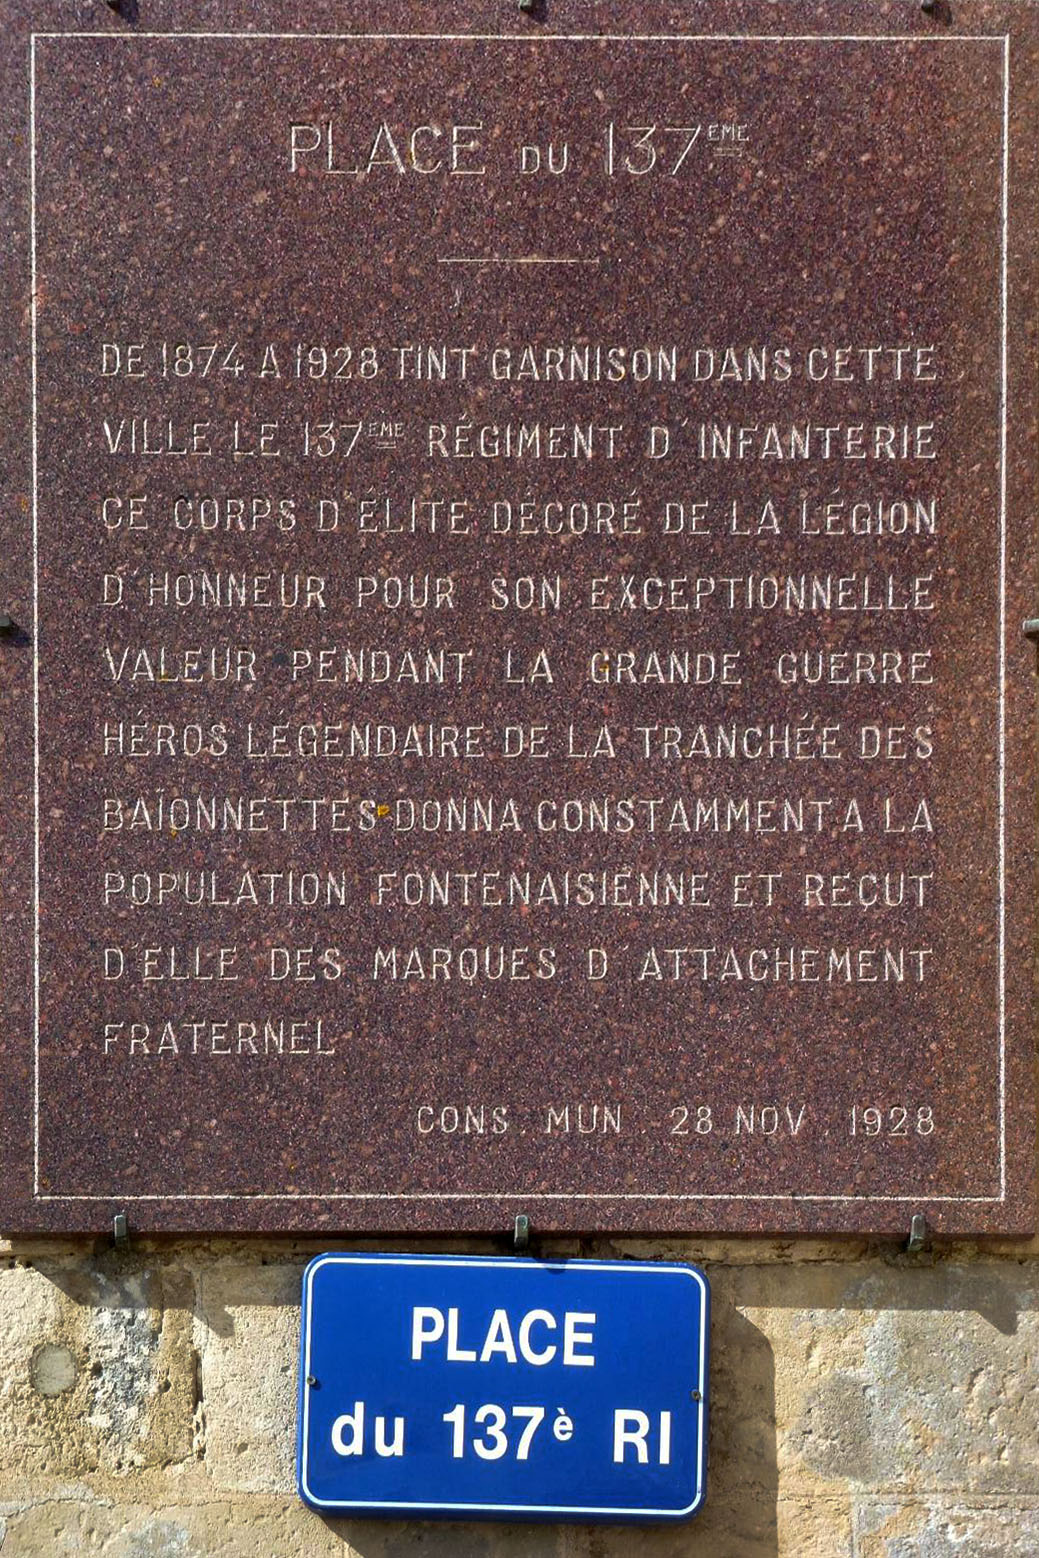 PLACE DU 137EME
DE 1874 A 1928 TINT GARNISON DANS CETTE
VILLE LE 137EME RÉGIMENT D'INFANTERIE
CE CORPS D'ÉLITE DÉCORÉ DE LA LÉGION
D'HONNEUR POUR SON EXCEPTIONNELLE
VALEUR PENDANT LA GRANDE GUERRE
HÉROS LÉGENDAIRE DE LA TRANCHÉE DES
BAÏONNETTES DONNA CONSTAMMENT A LA
POPULATION FONTENAISIENNE ET REÇUT
D'ELLE DES MARQUES D'ATTACHEMENT
FRATERNEL
CONS. MUN. 28 NOV 1928
PLACE
du 137è RI